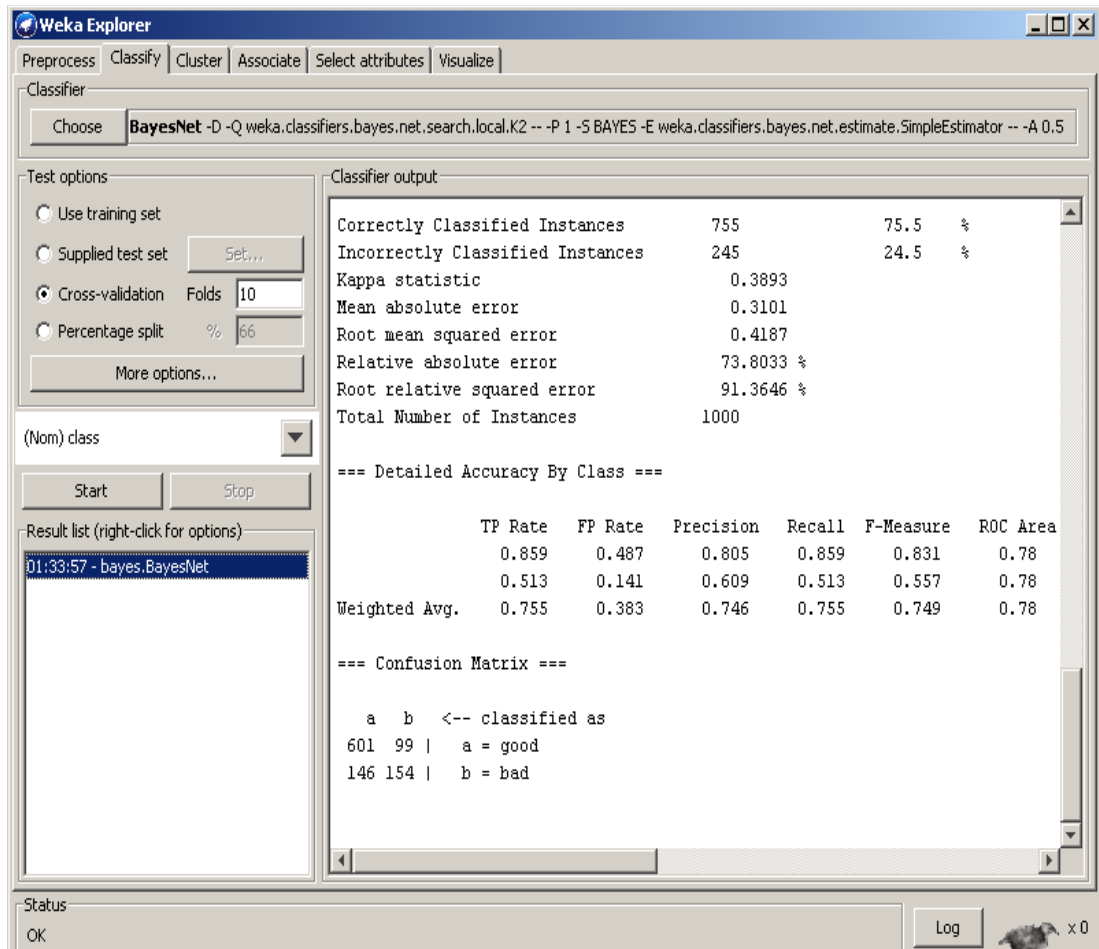 Weka Explorer
Preprocess Classify Cluster Associate Select attributes Visualize
Classifier
Choose BayesNet -D -Q weka.classifiers.bayes.net.search.local.K2 -- -P 1 -S BAYES -E weka.classifiers.bayes.net.estimate.SimpleEstimator -- -A 0.5
Test options
Use training set
Supplied test set Set...
Cross-validation Folds 10
Percentage split % 66
More options...
(Nom) class
Start Stop
Result list (right-click for options)
01:33:57 - bayes.BayesNet
Classifier output
Correctly Classified Instances 755 75.5 %
Incorrectly Classified Instances 245 24.5 %
Kappa statistic 0.3893
Mean absolute error 0.3101
Root mean squared error 0.4187
Relative absolute error 73.8033 %
Root relative squared error 91.3646 %
Total Number of Instances 1000
=== Detailed Accuracy By Class ===
TP Rate FP Rate Precision Recall F-Measure ROC Area
0.859 0.487 0.805 0.859 0.831 0.78
0.513 0.141 0.609 0.513 0.557 0.78
Weighted Avg. 0.755 0.383 0.746 0.755 0.749 0.78
=== Confusion Matrix ===
a b <-- classified as
601 99 | a = good
146 154 | b = bad
Status
OK
Log
x 0